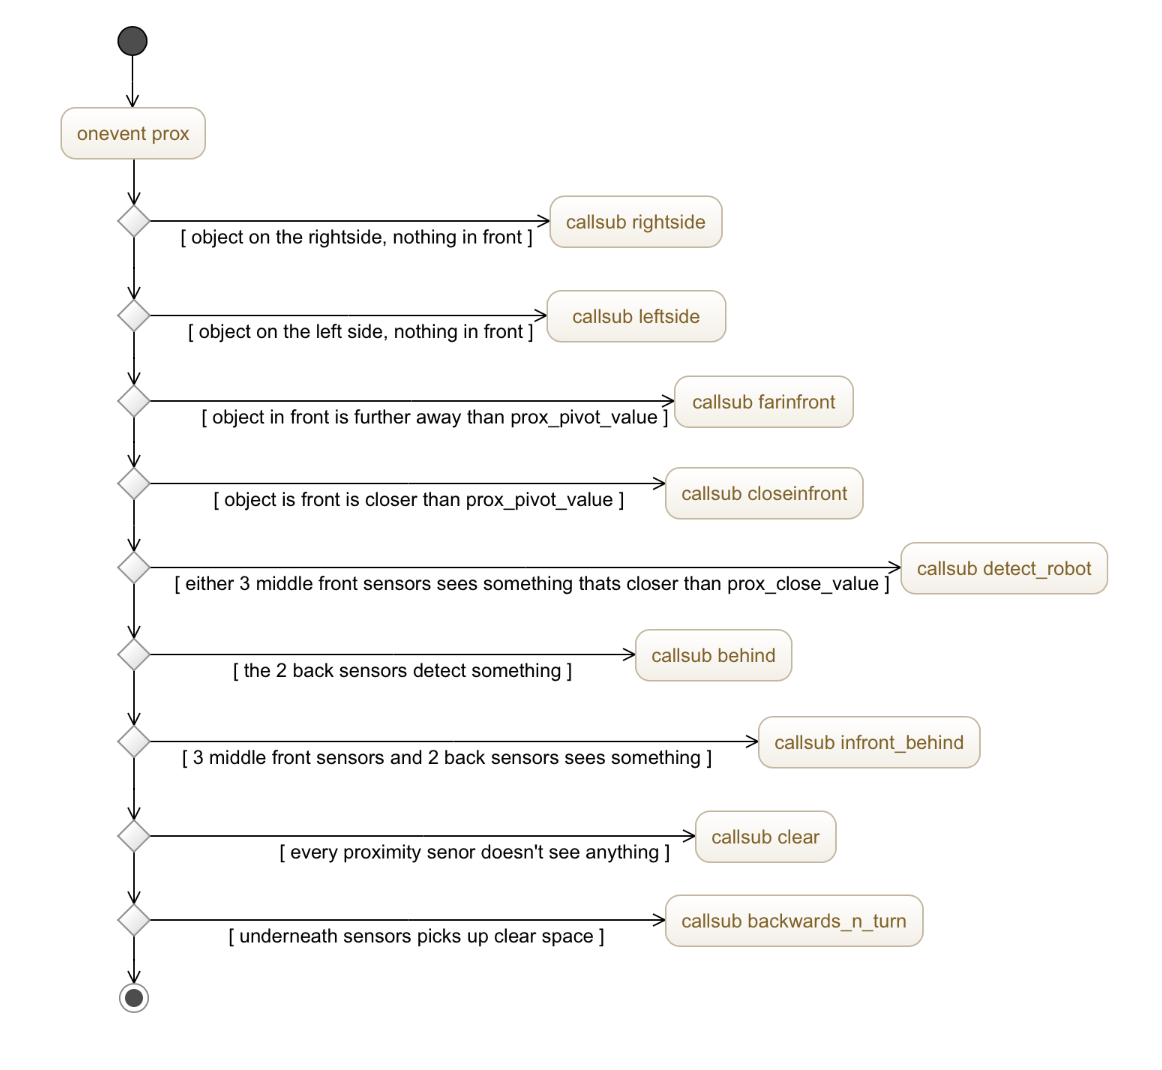 onevent prox
callsub rightside
[ object on the rightside, nothing in front ]
callsub leftside
[ object on the left side, nothing in front ]
callsub farinfront
[ object in front is further away than prox_pivot_value ]
callsub closeinfront
[ object is front is closer than prox_pivot_value ]
callsub detect_robot
[ either 3 middle front sensors sees something thats closer than prox_close_value ]
callsub behind
[ the 2 back sensors detect something ]
callsub infront_behind
[ 3 middle front sensors and 2 back sensors sees something ]
callsub clear
[ every proximity senor doesn't see anything ]
callsub backwards_n_turn
[ underneath sensors picks up clear space ]